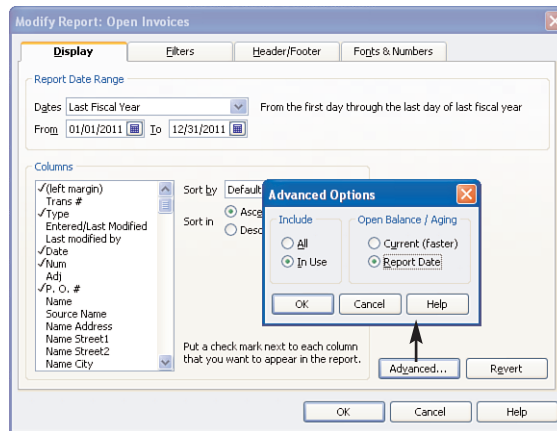 Modify Report: Open Invoices
Display
Filters
Header/Footer
Fonts & Numbers
Report Date Range
Dates Last Fiscal Year From the first day through the last day of last fiscal year
From 01/01/2011 To 12/31/2011
Columns
(left margin)
Trans #
Type
Entered/Last Modified
Last modified by
Date
Num
Adj
P. O. #
Name
Source Name
Name Address
Name Street1
Name Street2
Name City
Sort by Default
Sort in
Put a check mark next to each column
that you want to appear in the report.
Advanced Options
Include
All
In Use
Open Balance / Aging
Current (faster)
Report Date
OK Cancel Help
Advanced... Revert
OK Cancel Help